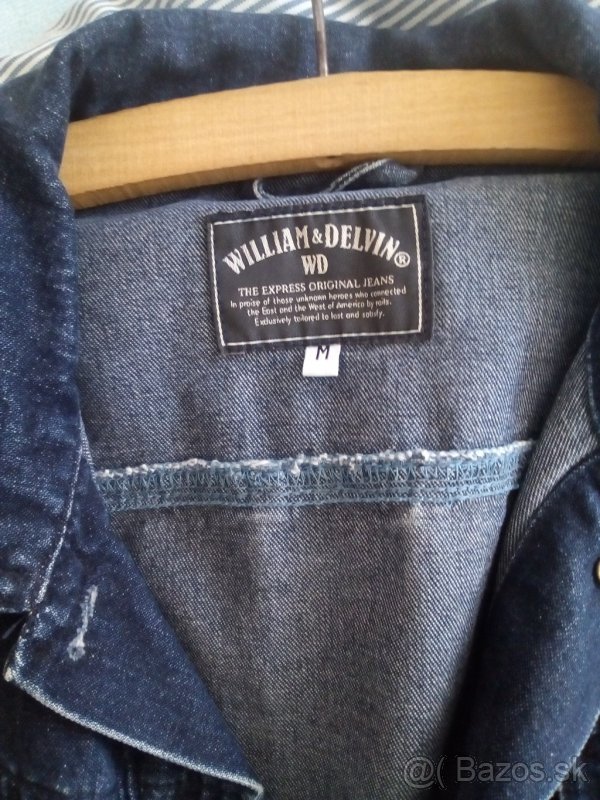 WILLIAM & DELVIN®
WD
THE EXPRESS ORIGINAL JEANS
In praise of those unknown heroes who connected
the East and the West of America by rails.
Exclusively tailored to last and satisfy.
M
@( Bazos.sk